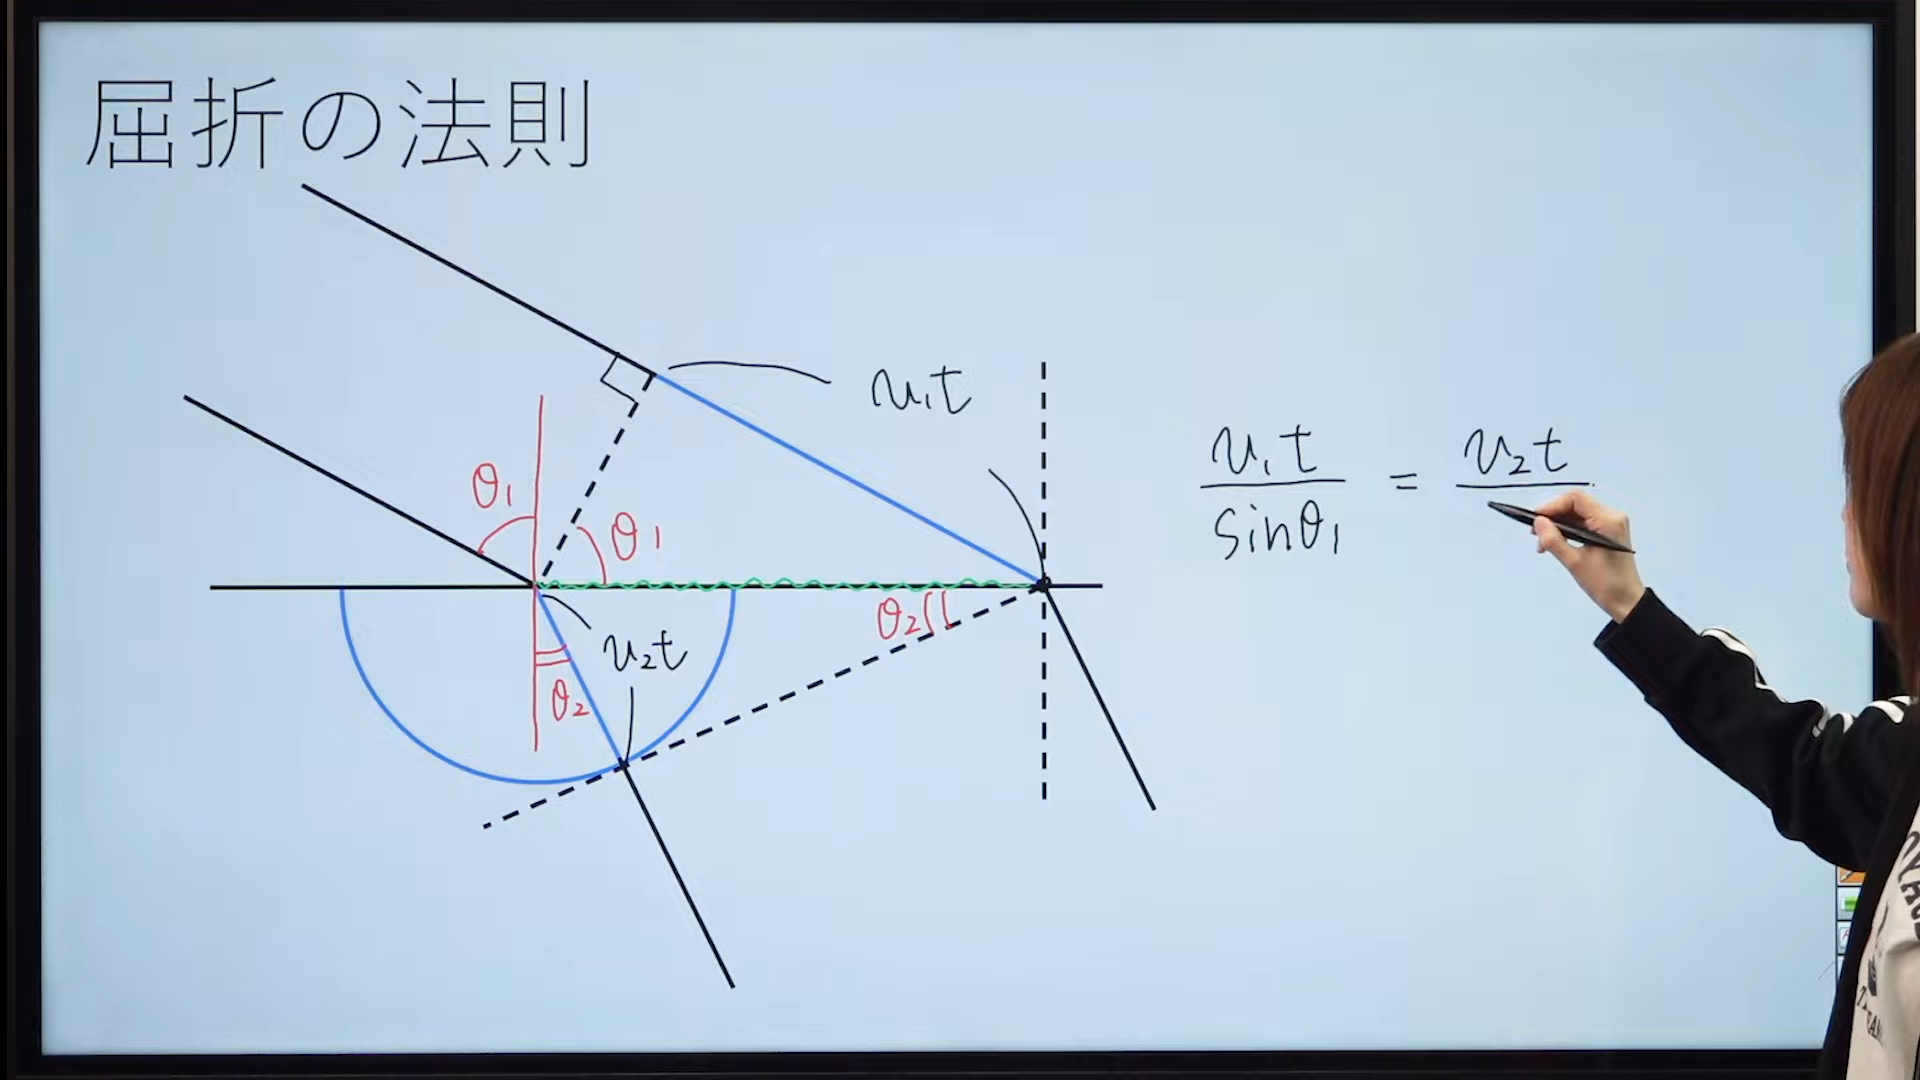 屈折の法則
v₁t
θ₁
θ₁
θ₂
v₂t
θ₂
v₁t/sinθ₁ = v₂t/